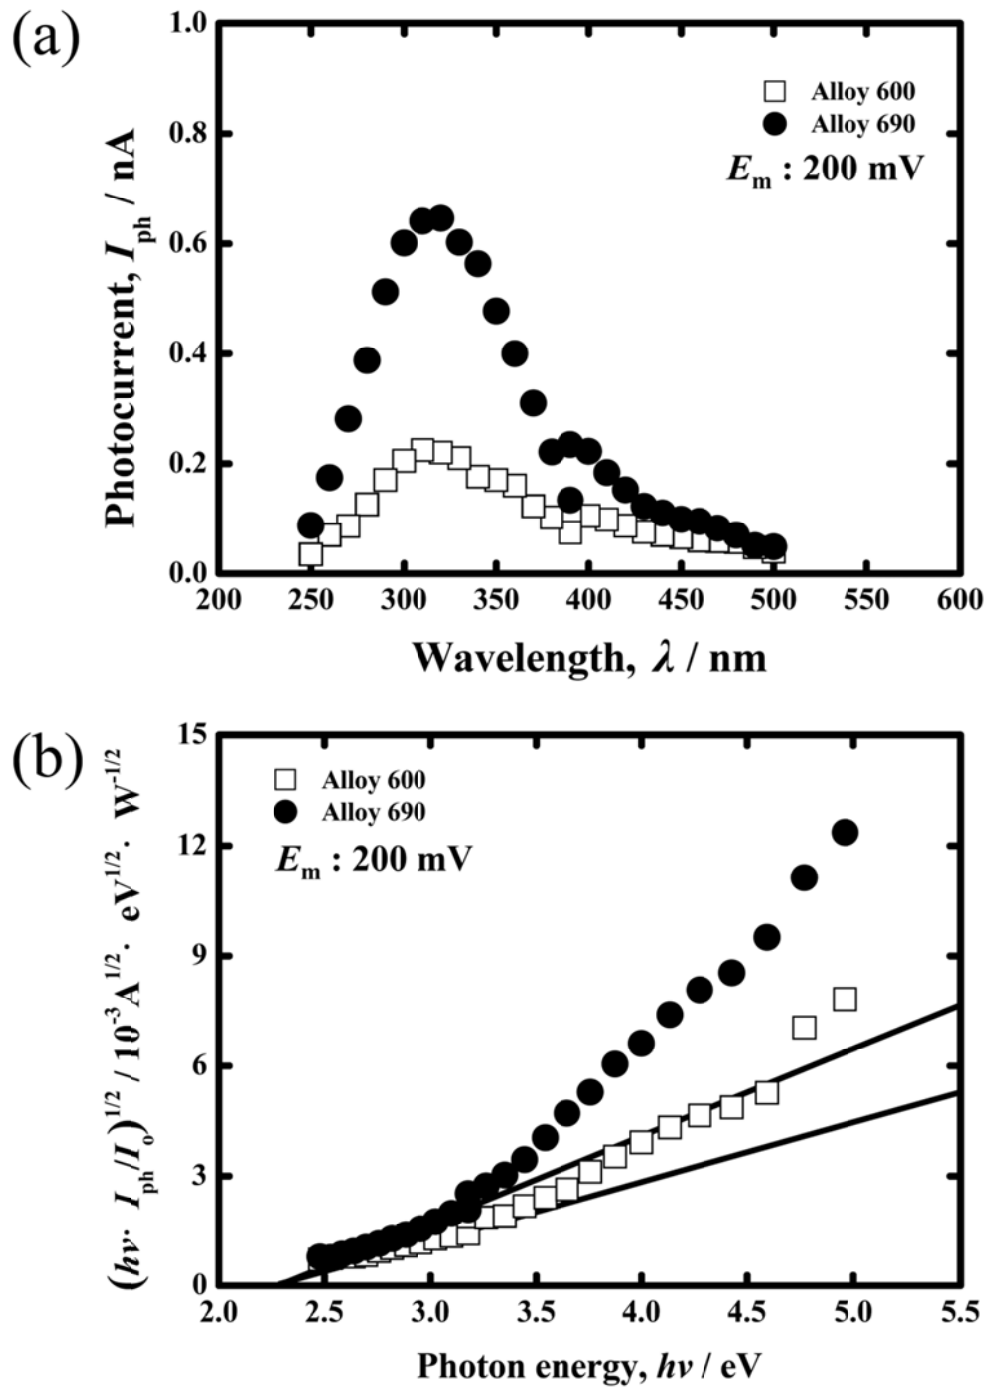 (a)
1.0
0.8
0.6
0.4
0.2
0.0
Photocurrent, Iph / nA
Alloy 600
Alloy 690
Em : 200 mV
200 250 300 350 400 450 500 550 600
Wavelength, λ / nm
(b)
15
12
9
6
3
0
(hν· Iph/Io)1/2 / 10-3A1/2. eV1/2. W-1/2
Alloy 600
Alloy 690
Em : 200 mV
2.0 2.5 3.0 3.5 4.0 4.5 5.0 5.5
Photon energy, hν / eV